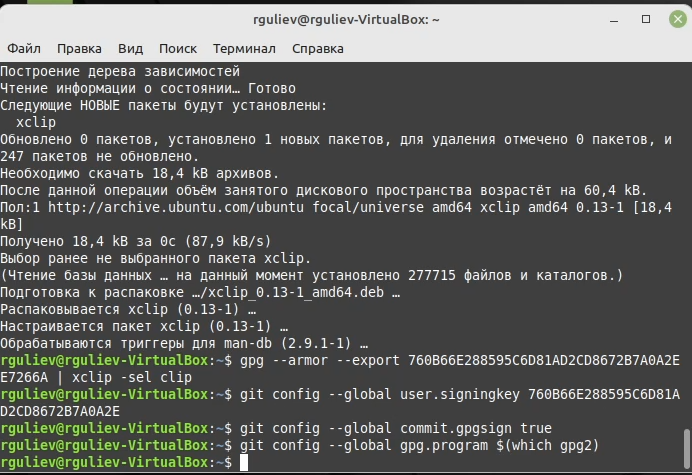 rguliev@rguliev-VirtualBox: ~
Файл Правка Вид Поиск Терминал Справка
Построение дерева зависимостей
Чтение информации о состоянии… Готово
Следующие НОВЫЕ пакеты будут установлены:
  xclip
Обновлено 0 пакетов, установлено 1 новых пакетов, для удаления отмечено 0 пакетов, и
247 пакетов не обновлено.
Необходимо скачать 18,4 kB архивов.
После данной операции объём занятого дискового пространства возрастёт на 60,4 kB.
Пол:1 http://archive.ubuntu.com/ubuntu focal/universe amd64 xclip amd64 0.13-1 [18,4
kB]
Получено 18,4 kB за 0с (87,9 kB/s)
Выбор ранее не выбранного пакета xclip.
(Чтение базы данных … на данный момент установлено 277715 файлов и каталогов.)
Подготовка к распаковке …/xclip_0.13-1_amd64.deb …
Распаковывается xclip (0.13-1) …
Настраивается пакет xclip (0.13-1) …
Обрабатываются триггеры для man-db (2.9.1-1) …
rguliev@rguliev-VirtualBox:~$ gpg --armor --export 760B66E288595C6D81AD2CD8672B7A0A2E
E7266A | xclip -sel clip
rguliev@rguliev-VirtualBox:~$ git config --global user.signingkey 760B66E288595C6D81A
D2CD8672B7A0A2E
rguliev@rguliev-VirtualBox:~$ git config --global commit.gpgsign true
rguliev@rguliev-VirtualBox:~$ git config --global gpg.program $(which gpg2)
rguliev@rguliev-VirtualBox:~$